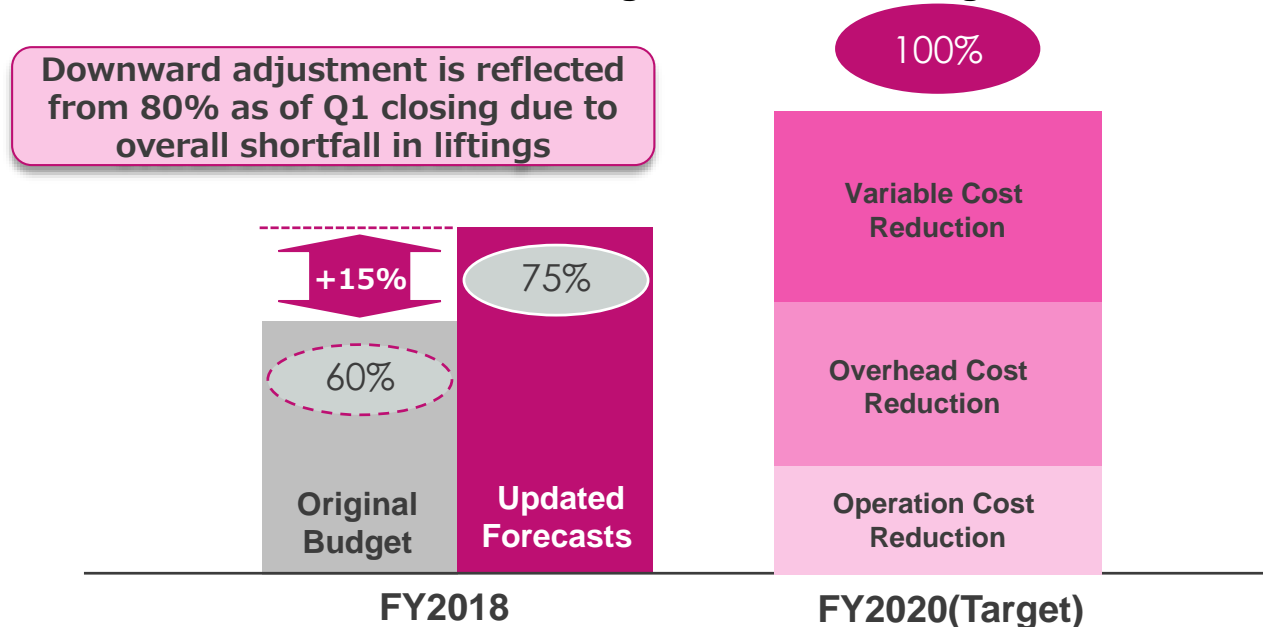 Downward adjustment is reflected
from 80% as of Q1 closing due to
overall shortfall in liftings
100%
Variable Cost
Reduction
+15%
75%
60%
Overhead Cost
Reduction
Original
Budget
Updated
Forecasts
Operation Cost
Reduction
FY2018
FY2020(Target)